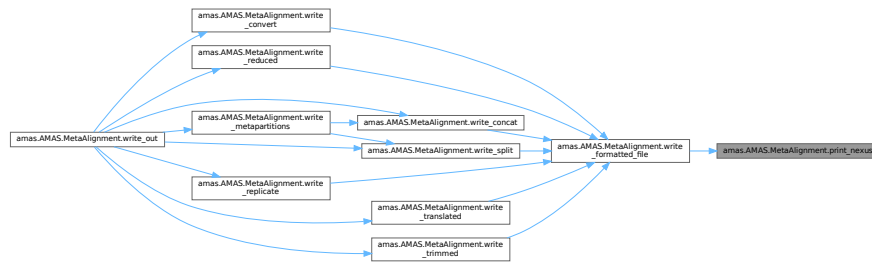 amas.AMAS.MetaAlignment.write
_convert
amas.AMAS.MetaAlignment.write
_reduced
amas.AMAS.MetaAlignment.write
_metapartitions
amas.AMAS.MetaAlignment.write_concat
amas.AMAS.MetaAlignment.write_out
amas.AMAS.MetaAlignment.write_split
amas.AMAS.MetaAlignment.write
_formatted_file
amas.AMAS.MetaAlignment.print_nexus
amas.AMAS.MetaAlignment.write
_replicate
amas.AMAS.MetaAlignment.write
_translated
amas.AMAS.MetaAlignment.write
_trimmed